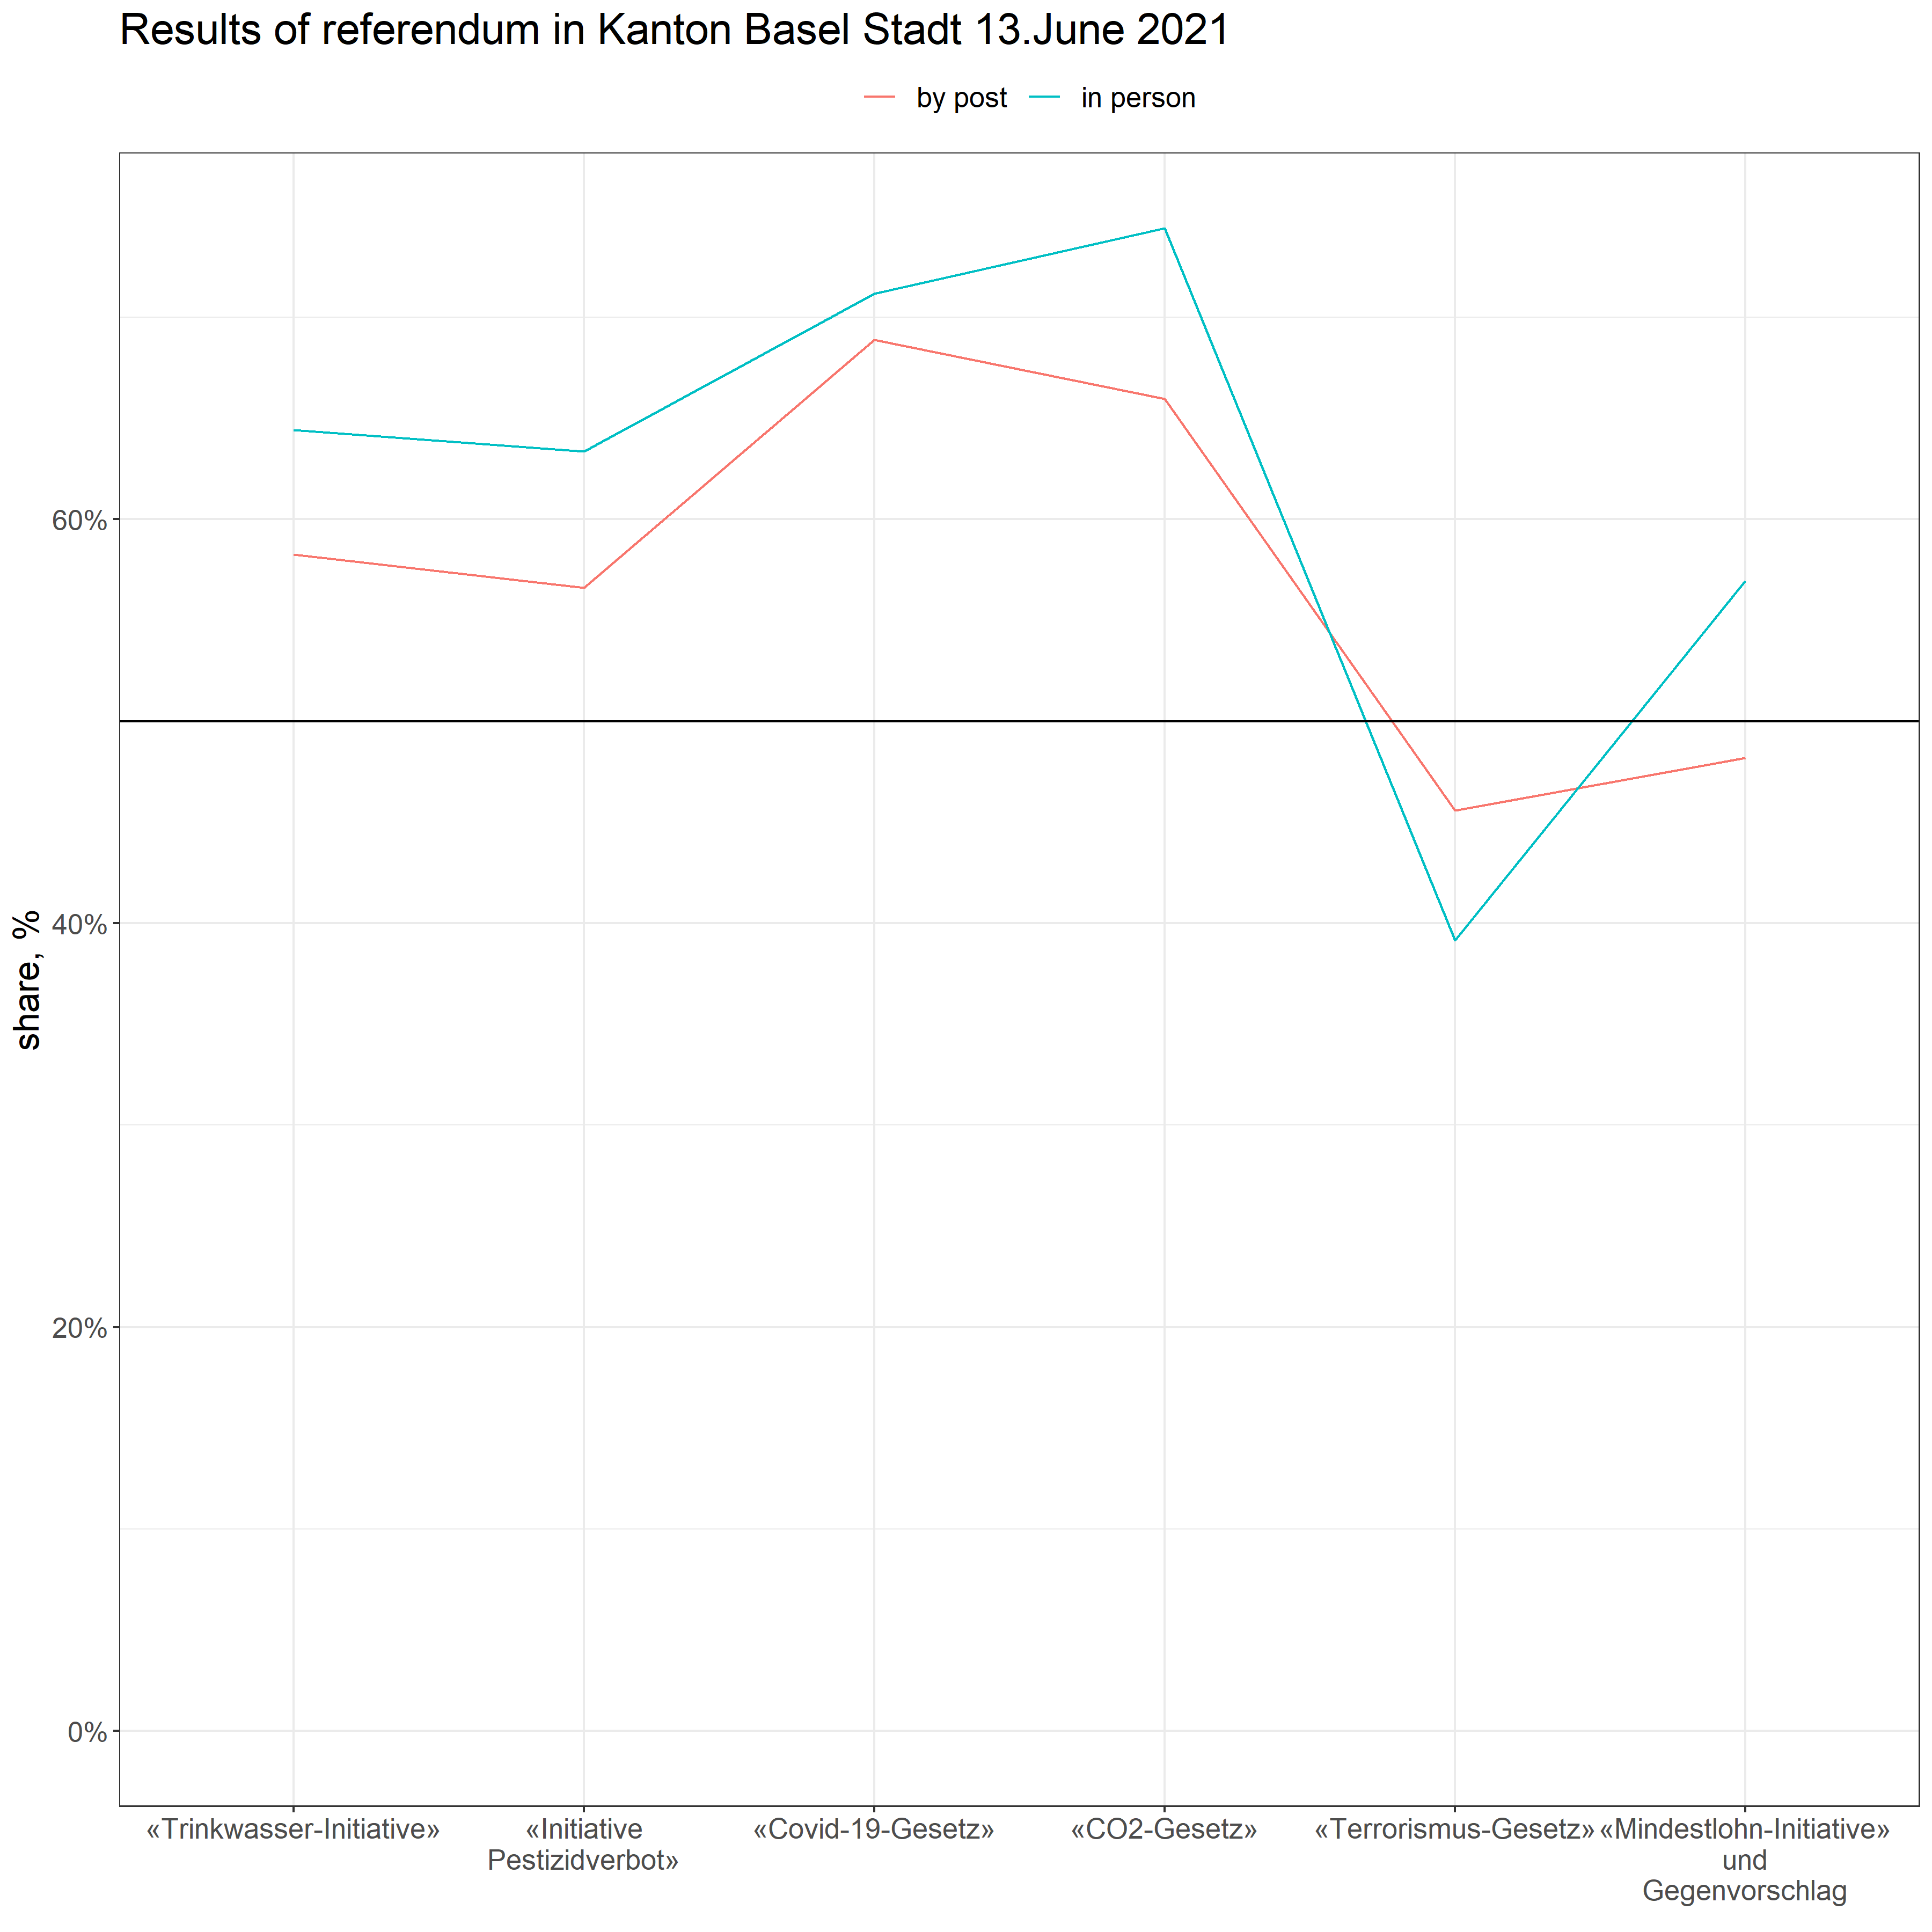 Results of referendum in Kanton Basel Stadt 13.June 2021
by post in person
60%
40%
20%
0%
share, %
«Trinkwasser-Initiative»
«Initiative
Pestizidverbot»
«Covid-19-Gesetz»
«CO2-Gesetz»
«Terrorismus-Gesetz»
«Mindestlohn-Initiative»
und
Gegenvorschlag